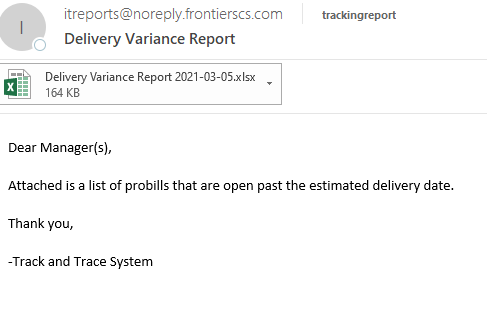 I
itreports@noreply.frontierscs.com
trackingreport
Delivery Variance Report
Delivery Variance Report 2021-03-05.xlsx
164 KB
Dear Manager(s),
Attached is a list of probills that are open past the estimated delivery date.
Thank you,
-Track and Trace System